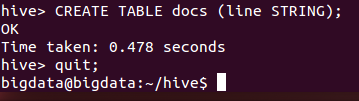 hive> CREATE TABLE docs (line STRING);
OK
Time taken: 0.478 seconds
hive> quit;
bigdata@bigdata:~/hive$